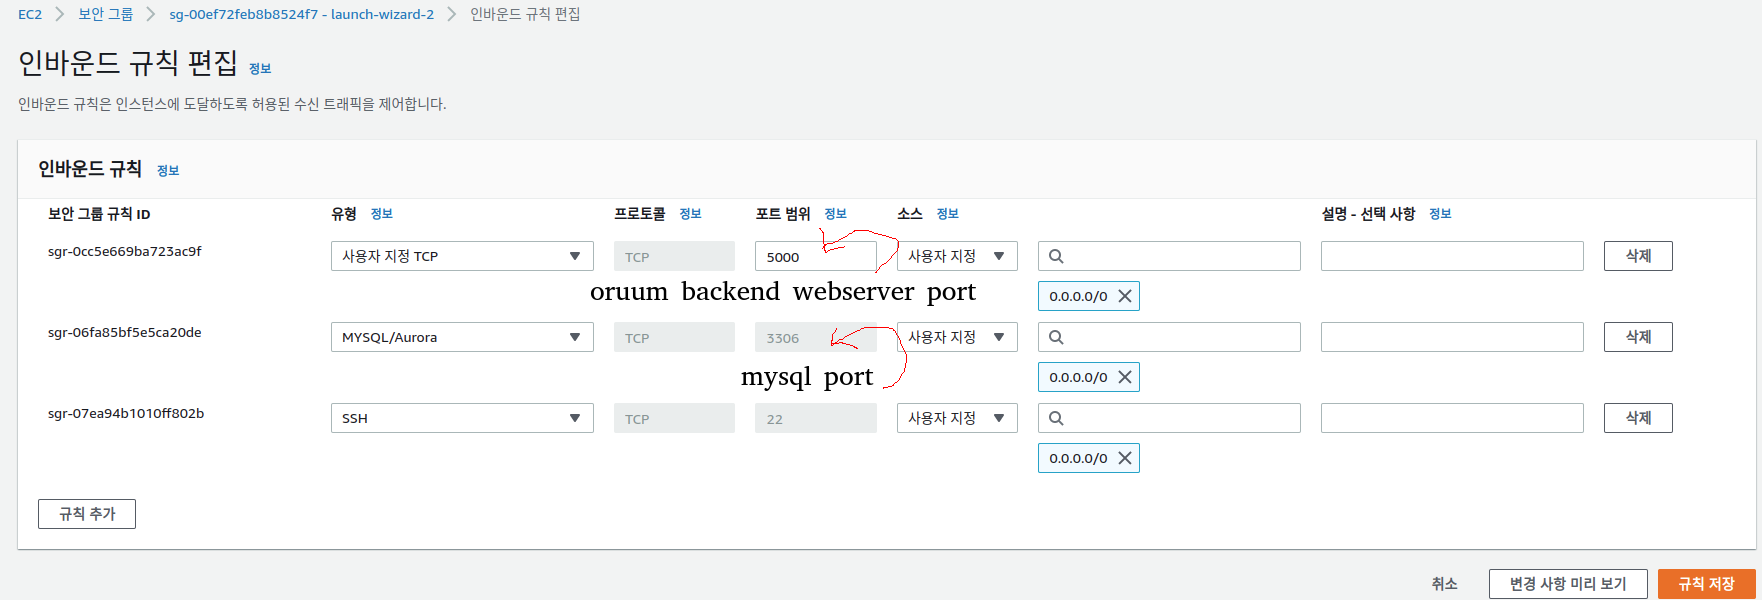 EC2 > 보안 그룹 > sg-00ef72feb8b8524f7 - launch-wizard-2 > 인바운드 규칙 편집
인바운드 규칙 편집 정보
인바운드 규칙은 인스턴스에 도달하도록 허용된 수신 트래픽을 제어합니다.
인바운드 규칙 정보
보안 그룹 규칙 ID 유형 정보 프로토콜 정보 포트 범위 정보 소스 정보 설명 - 선택 사항 정보
sgr-0cc5e669ba723ac9f 사용자 지정 TCP TCP 5000 사용자 지정 삭제
oruum backend webserver port 0.0.0.0/0
sgr-06fa85bf5e5ca20de MYSQL/Aurora TCP 3306 사용자 지정 삭제
mysql port 0.0.0.0/0
sgr-07ea94b1010ff802b SSH TCP 22 사용자 지정 삭제
0.0.0.0/0
규칙 추가
취소 변경 사항 미리 보기 규칙 저장